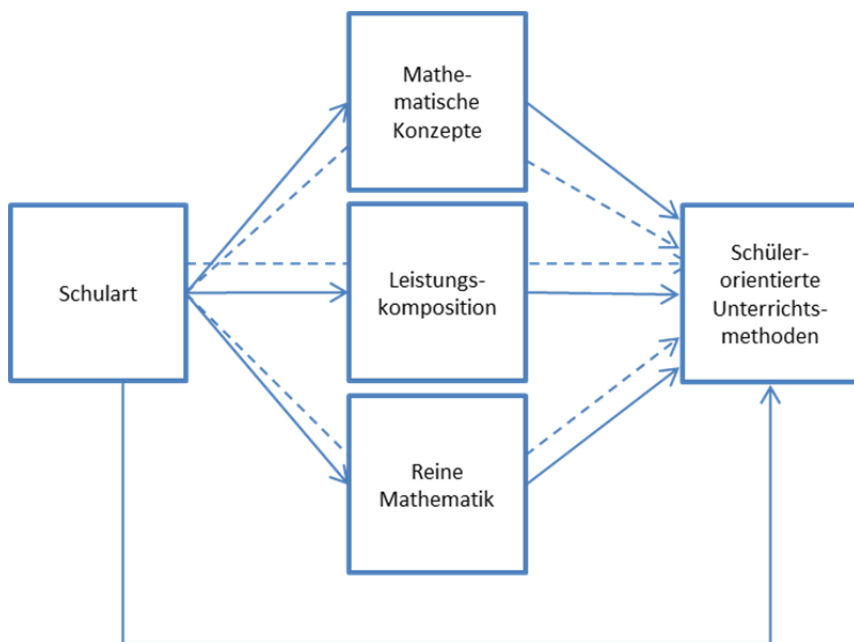 Mathe-
matische
Konzepte
Schulart
Leistungs-
komposition
Schüler-
orientierte
Unterrichts-
methoden
Reine
Mathematik